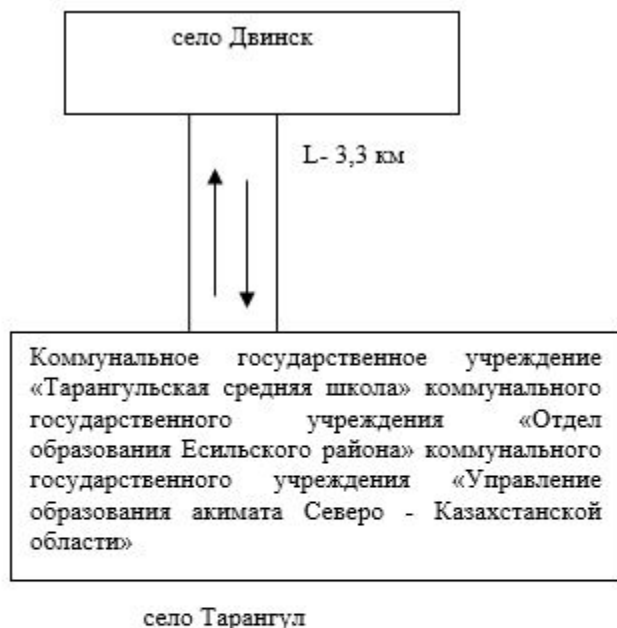 село Двинск
L- 3,3 км
Коммунальное государственное учреждение
«Тарангульская средняя школа» коммунального
государственного учреждения «Отдел
образования Есильского района» коммунального
государственного учреждения «Управление
образования акимата Северо - Казахстанской
области»
село Тарангул